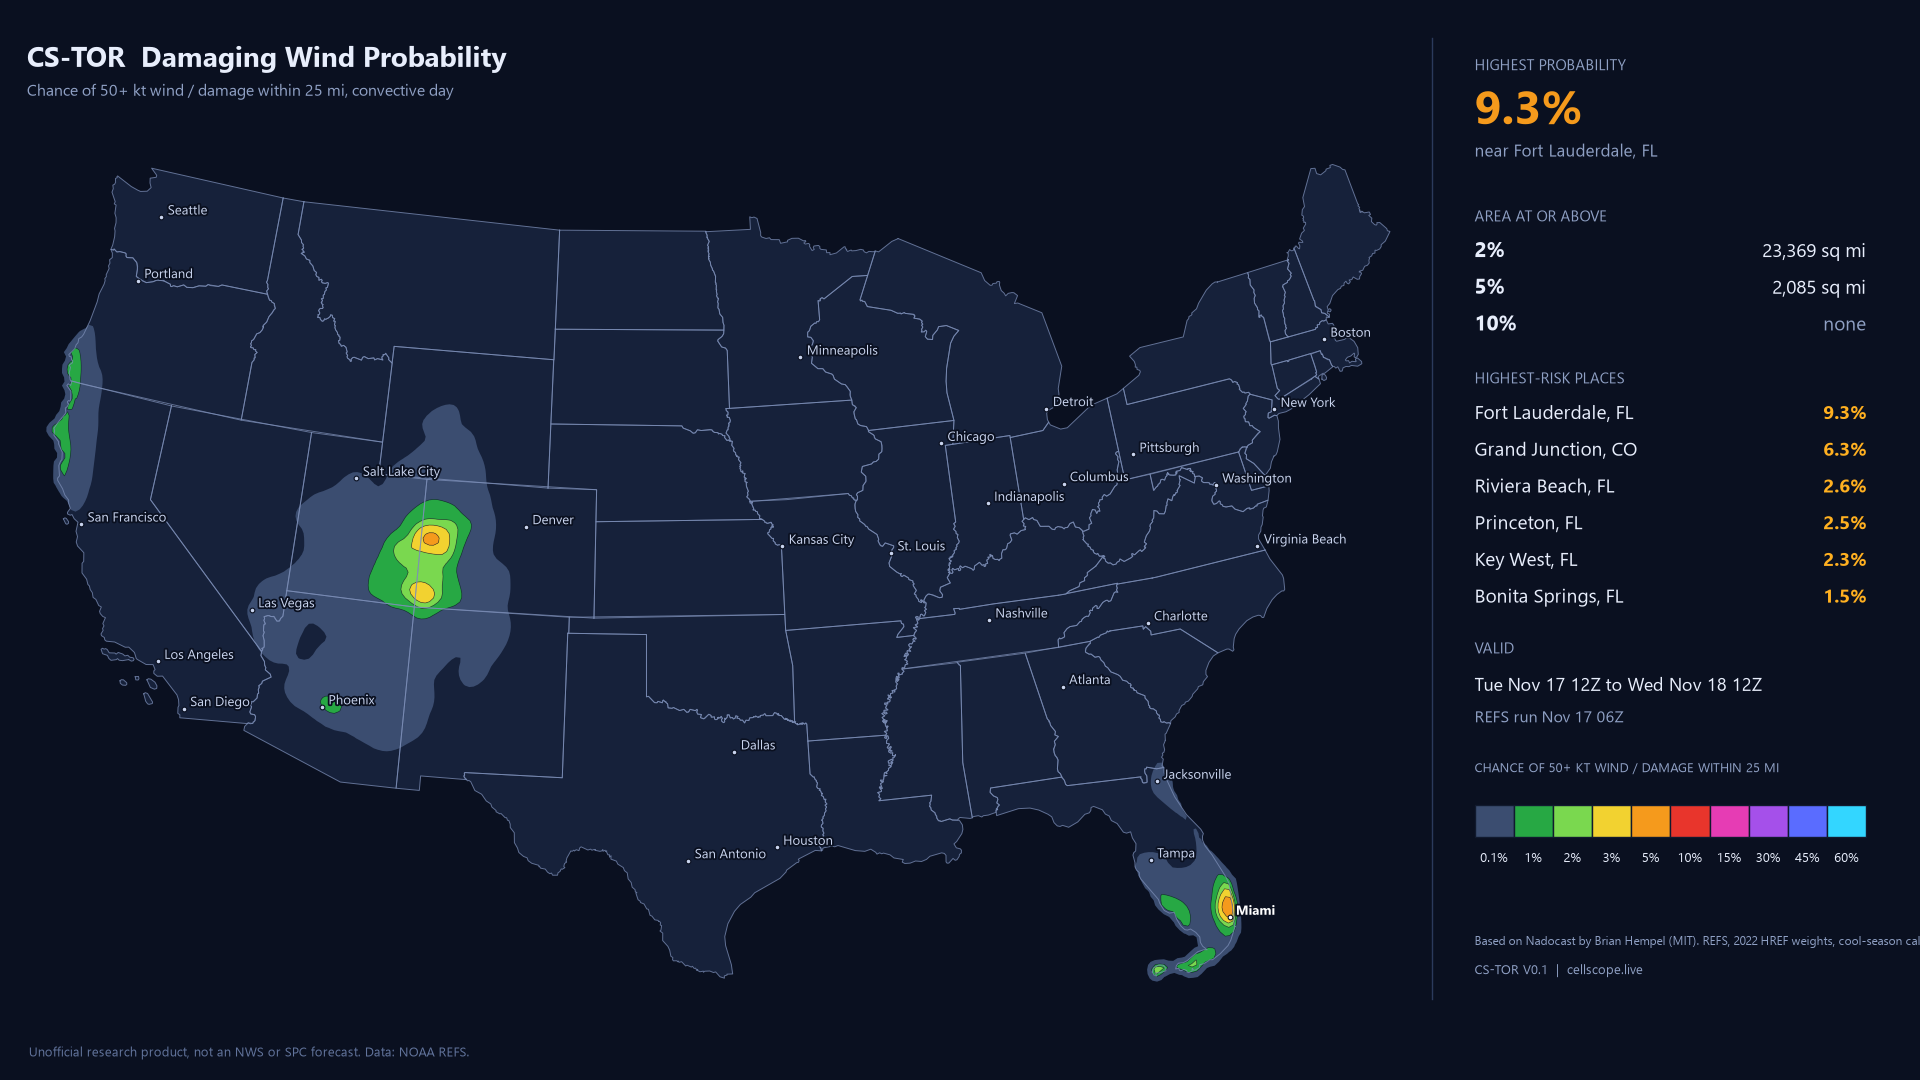 CS-TOR  Damaging Wind Probability
Chance of 50+ kt wind / damage within 25 mi, convective day
Seattle
Portland
Minneapolis
Boston
Detroit
New York
Chicago
Pittsburgh
Salt Lake City
Columbus
Washington
Indianapolis
San Francisco
Denver
Kansas City
St. Louis
Virginia Beach
Las Vegas
Nashville
Charlotte
Los Angeles
Atlanta
San Diego
Phoenix
Dallas
Jacksonville
Houston
San Antonio
Tampa
Miami
HIGHEST PROBABILITY
9.3%
near Fort Lauderdale, FL
AREA AT OR ABOVE
2% 23,369 sq mi
5% 2,085 sq mi
10% none
HIGHEST-RISK PLACES
Fort Lauderdale, FL 9.3%
Grand Junction, CO 6.3%
Riviera Beach, FL 2.6%
Princeton, FL 2.5%
Key West, FL 2.3%
Bonita Springs, FL 1.5%
VALID
Tue Nov 17 12Z to Wed Nov 18 12Z
REFS run Nov 17 06Z
CHANCE OF 50+ KT WIND / DAMAGE WITHIN 25 MI
0.1% 1% 2% 3% 5% 10% 15% 30% 45% 60%
Based on Nadocast by Brian Hempel (MIT). REFS, 2022 HREF weights, cool-season cal
CS-TOR V0.1 | cellscope.live
Unofficial research product, not an NWS or SPC forecast. Data: NOAA REFS.